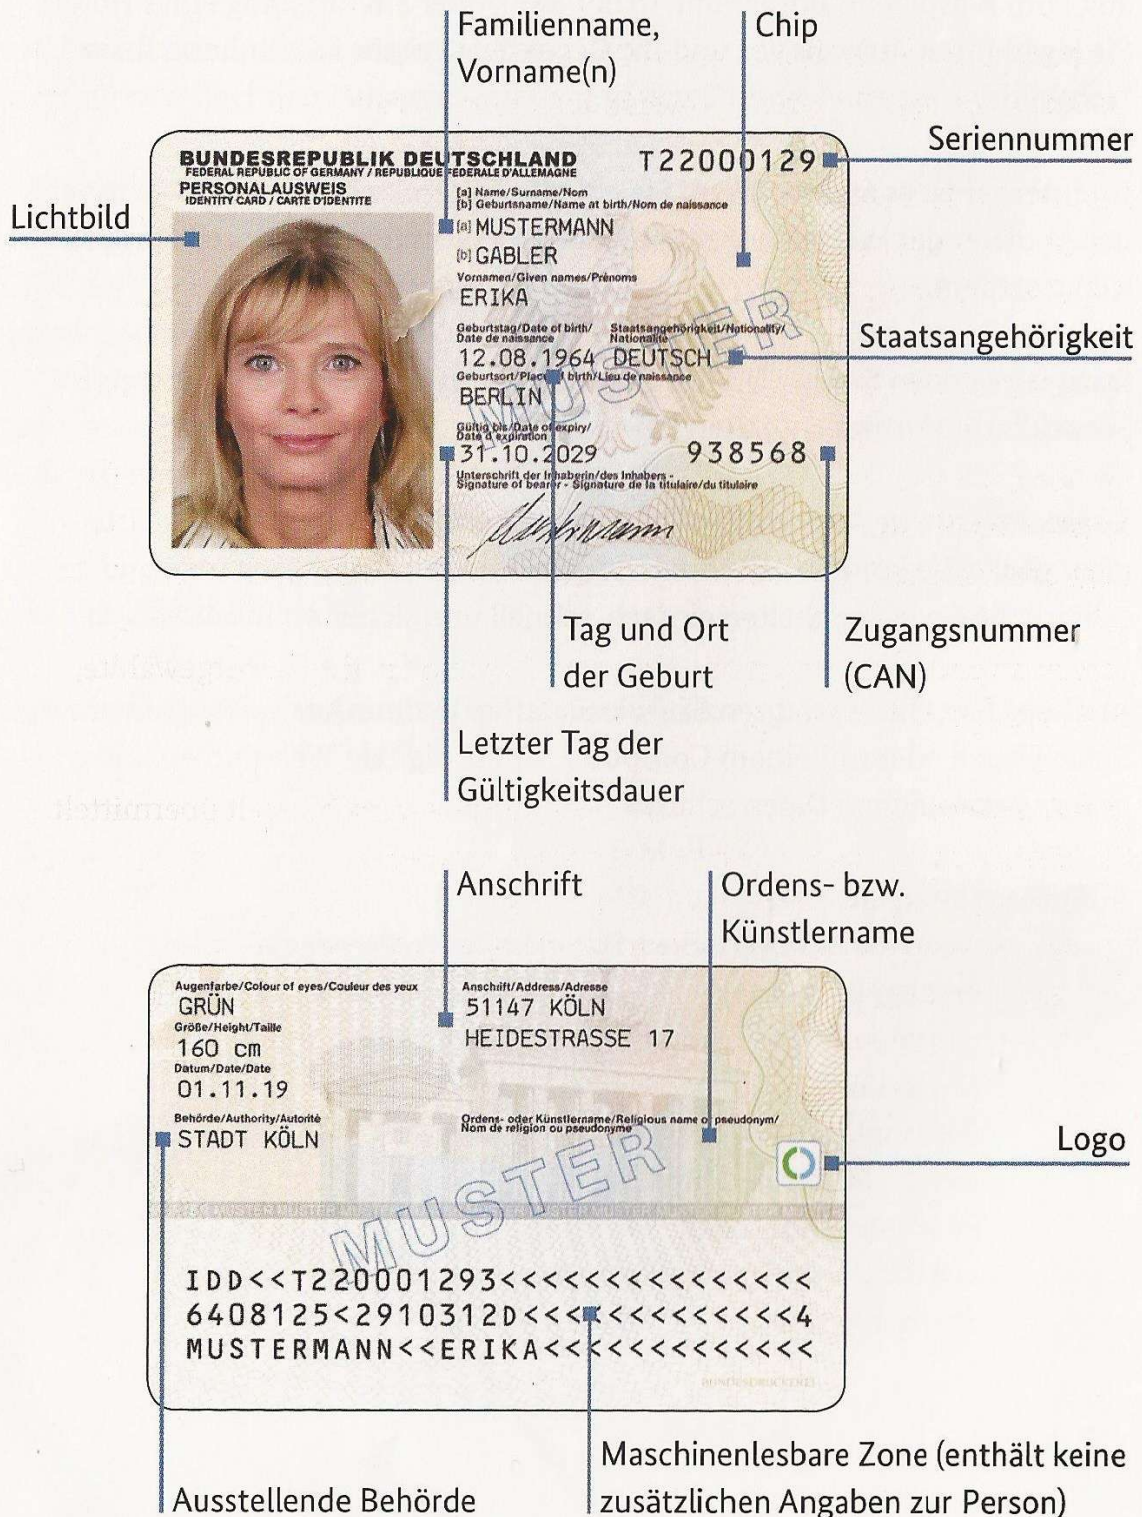 Familienname,
Vorname(n)
Chip
Seriennummer
Lichtbild
BUNDESREPUBLIK DEUTSCHLAND
FEDERAL REPUBLIC OF GERMANY / REPUBLIQUE FEDERALE D'ALLEMAGNE
PERSONALAUSWEIS
IDENTITY CARD / CARTE D'IDENTITE
T22000129
[a] Name/Surname/Nom
[b] Geburtsname/Name at birth/Nom de naissance
[a] MUSTERMANN
[b] GABLER
Vornamen/Given names/Prénoms
ERIKA
Geburtstag/Date of birth/
Date de naissance
Staatsangehörigkeit/Nationality/
Nationalité
12.08.1964 DEUTSCH
Geburtsort/Place of birth/Lieu de naissance
BERLIN
Gültig bis/Date of expiry/
Date d'expiration
31.10.2029 938568
Unterschrift der Inhaberin/des Inhabers -
Signature of bearer - Signature de la titulaire/du titulaire
Mustermann
MUSTER
Staatsangehörigkeit
Tag und Ort
der Geburt
Zugangsnummer
(CAN)
Letzter Tag der
Gültigkeitsdauer
Anschrift
Ordens- bzw.
Künstlername
Augenfarbe/Colour of eyes/Couleur des yeux
GRÜN
Größe/Height/Taille
160 cm
Datum/Date/Date
01.11.19
Behörde/Authority/Autorité
STADT KÖLN
Anschrift/Address/Adresse
51147 KÖLN
HEIDESTRASSE 17
Ordens- oder Künstlername/Religious name or pseudonym/
Nom de religion ou pseudonyme
MUSTER
Logo
IDD<<T220001293<<<<<<<<<<<<<<<
6408125<2910312D<<<<<<<<<<<<<4
MUSTERMANN<<ERIKA<<<<<<<<<<<<<
BUNDESDRUCKEREI
Ausstellende Behörde
Maschinenlesbare Zone (enthält keine
zusätzlichen Angaben zur Person)